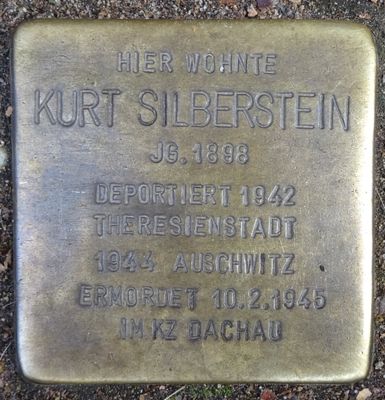 HIER WOHNTE
KURT SILBERSTEIN
JG. 1898
DEPORTIERT 1942
THERESIENSTADT
1944 AUSCHWITZ
ERMORDET 10.2.1945
IM KZ DACHAU